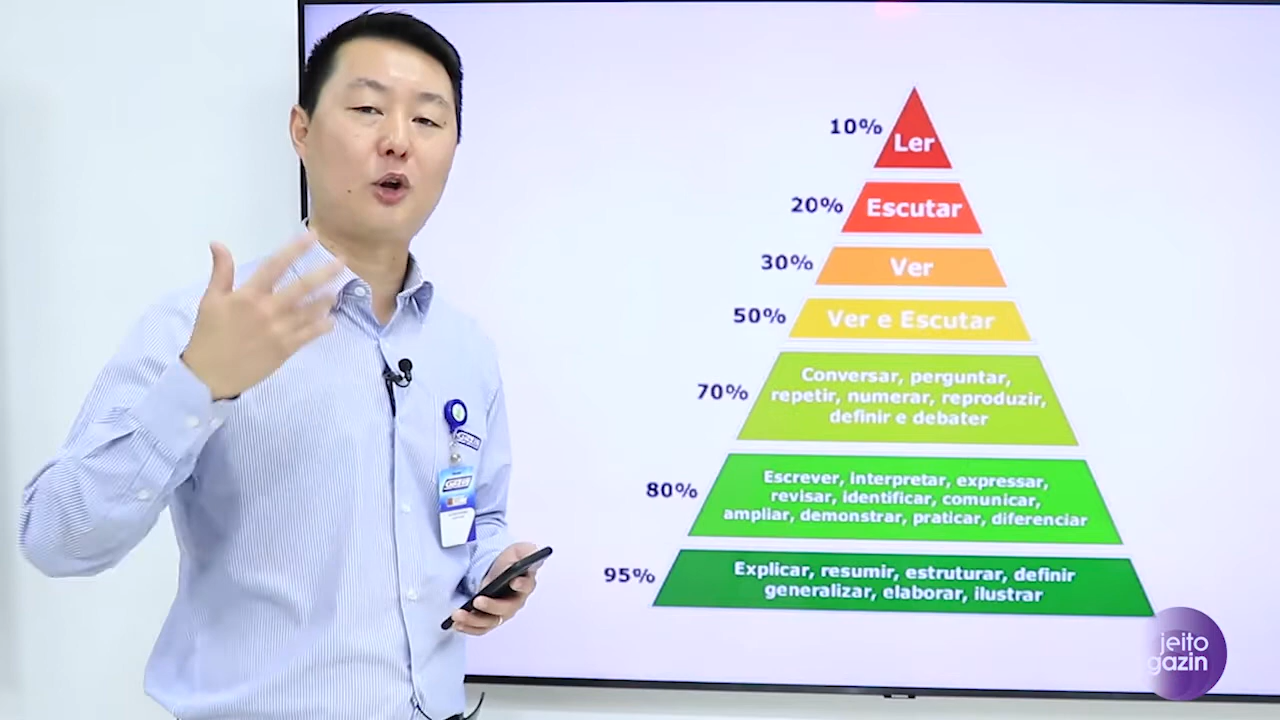 10%
Ler
20%
Escutar
30%
Ver
50%
Ver e Escutar
70%
Conversar, perguntar,
repetir, numerar, reproduzir,
definir e debater
80%
Escrever, interpretar, expressar,
revisar, identificar, comunicar,
ampliar, demonstrar, praticar, diferenciar
95%
Explicar, resumir, estruturar, definir
generalizar, elaborar, ilustrar
jeito
gazin